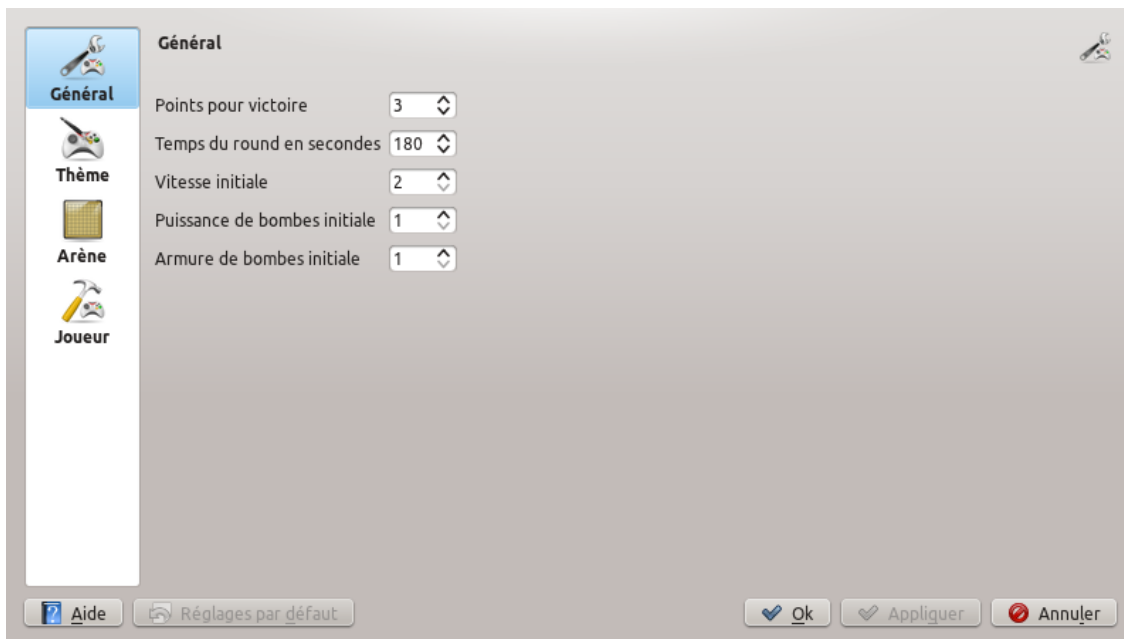 Général
Thème
Arène
Joueur
Général
Points pour victoire 3
Temps du round en secondes 180
Vitesse initiale 2
Puissance de bombes initiale 1
Armure de bombes initiale 1
Aide Réglages par défaut Ok Appliquer Annuler